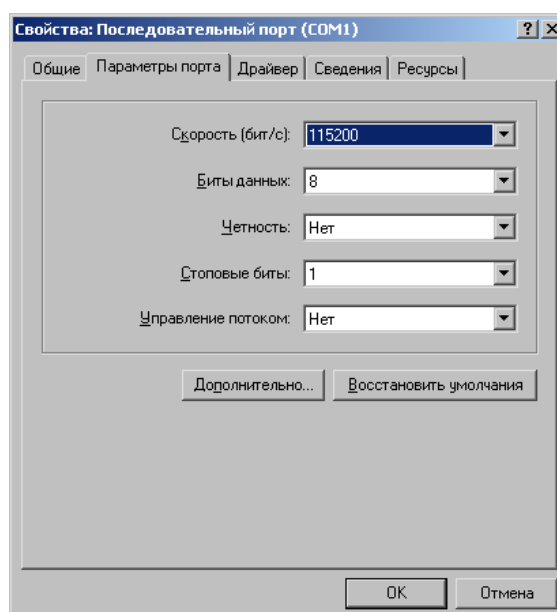 Свойства: Последовательный порт (COM1)
Общие Параметры порта Драйвер Сведения Ресурсы
Скорость (бит/с): 115200
Биты данных: 8
Четность: Нет
Стоповые биты: 1
Управление потоком: Нет
Дополнительно... Восстановить умолчания
OK Отмена